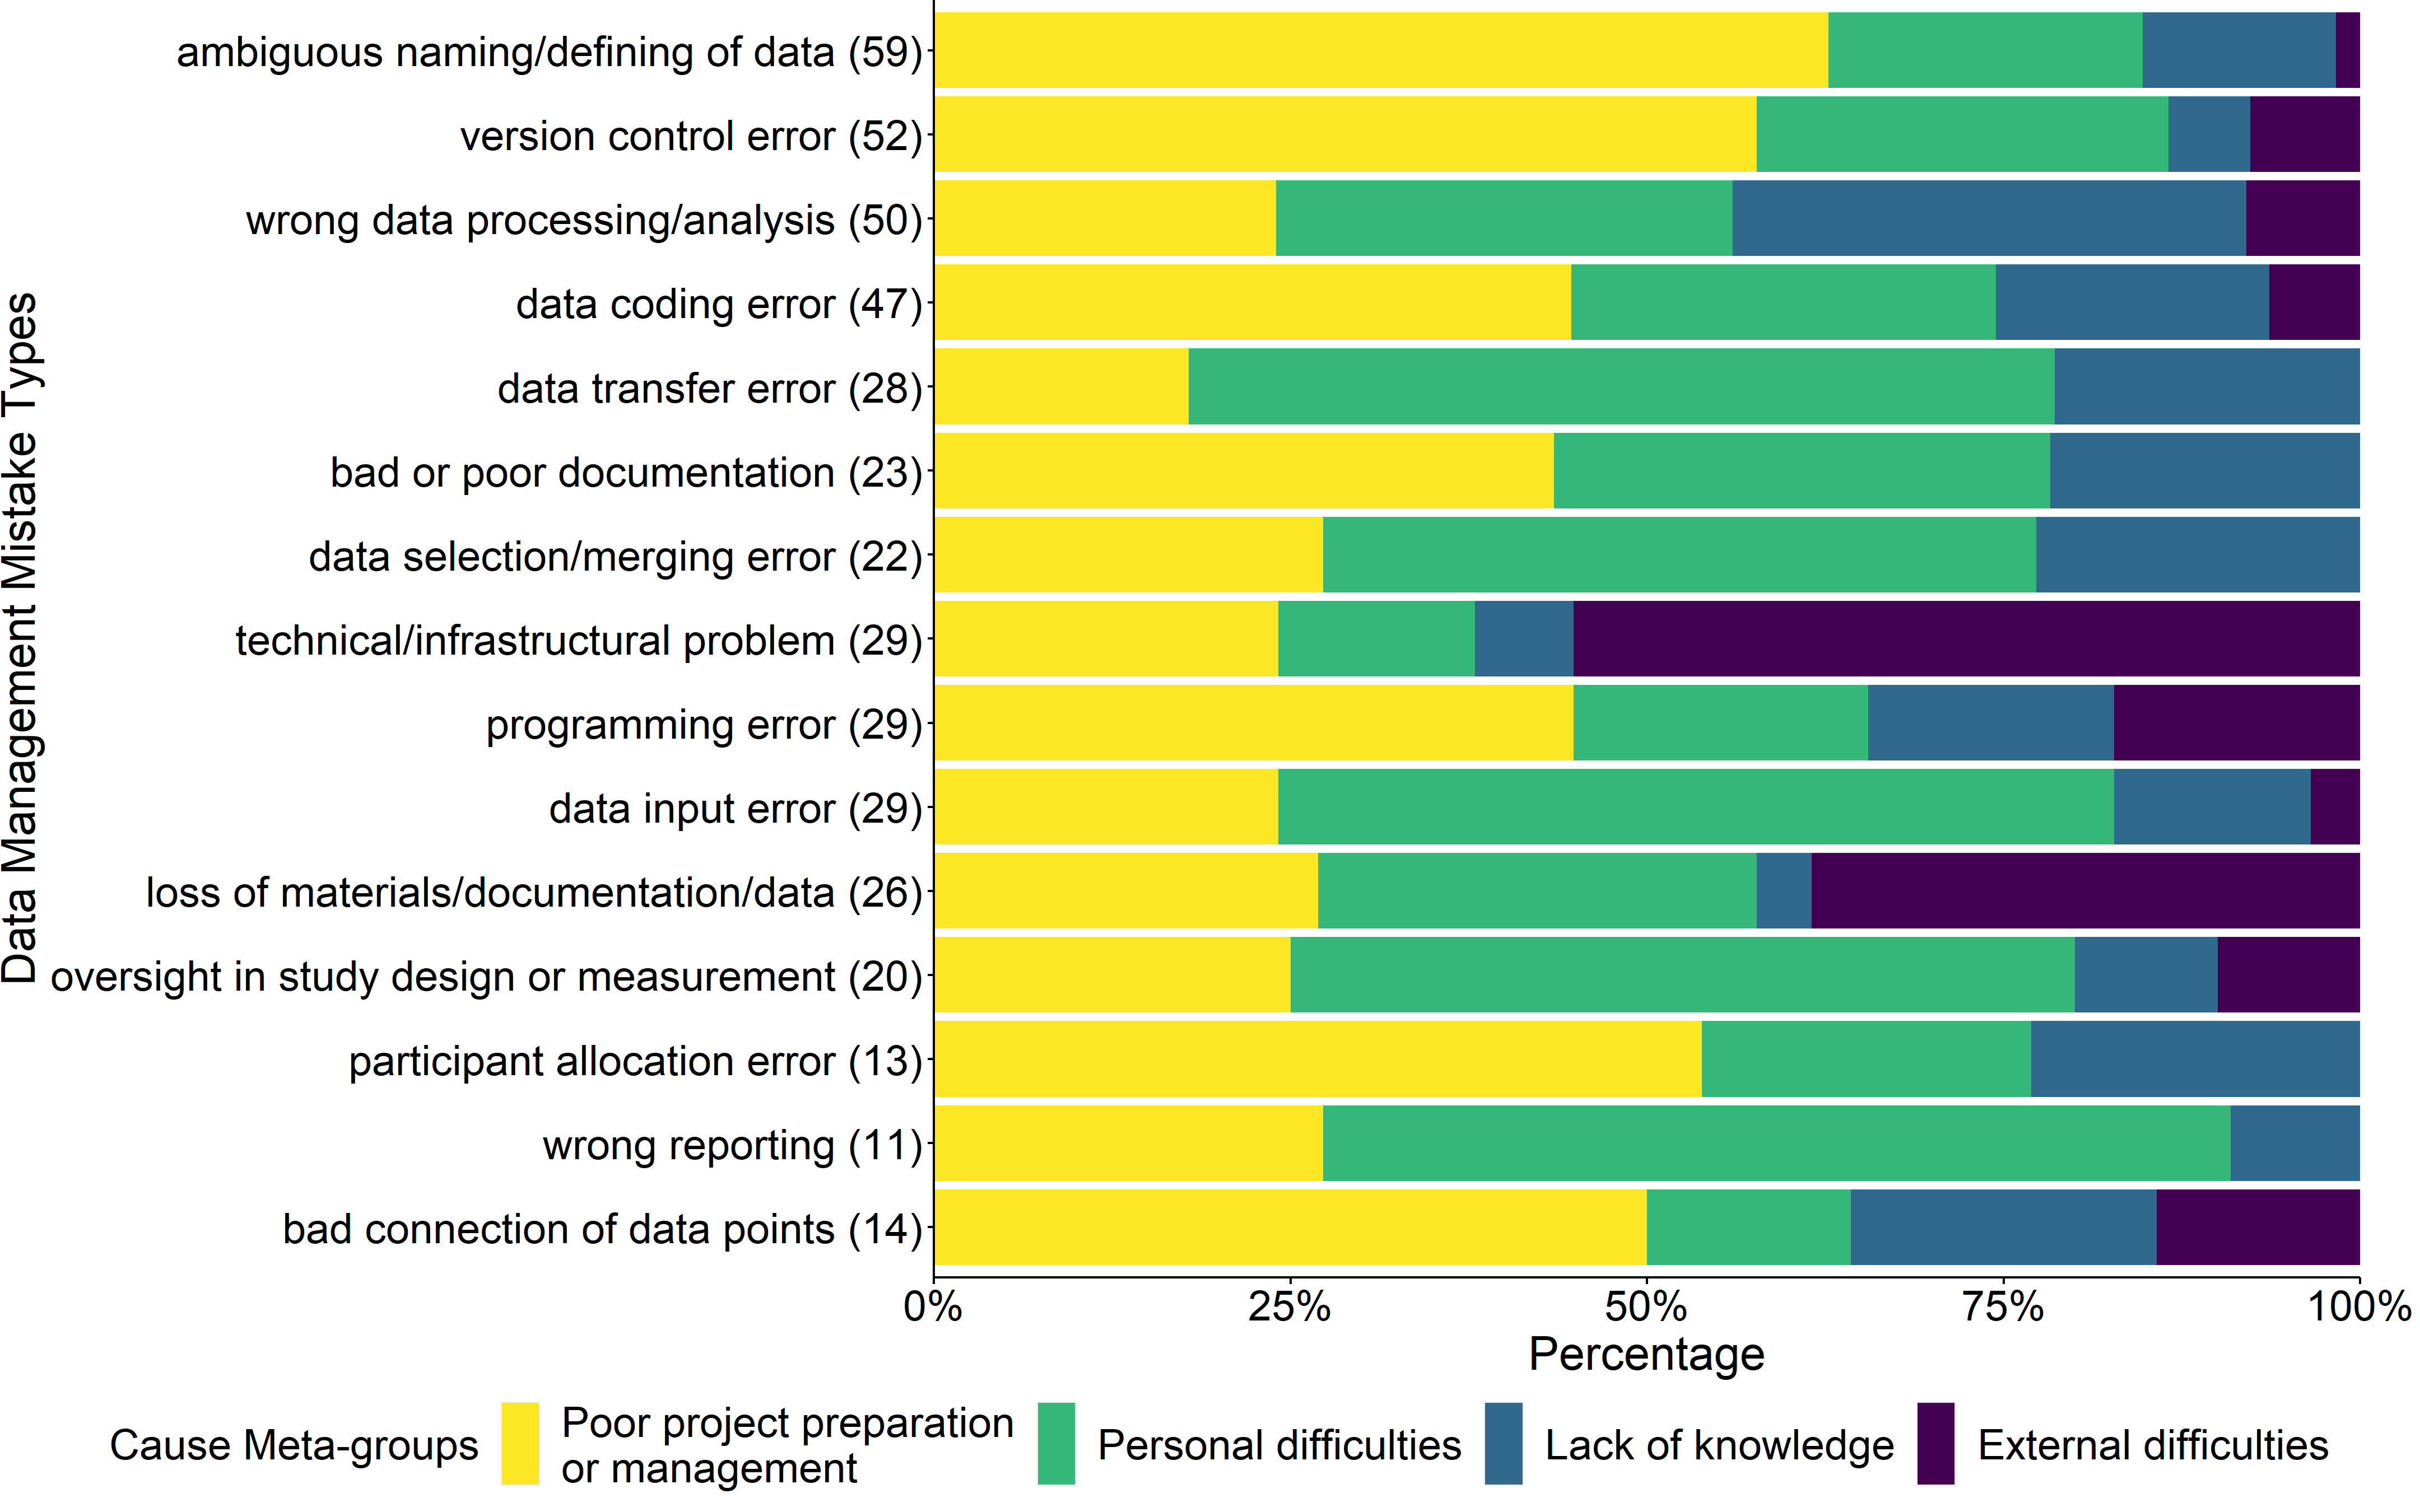 Data Management Mistake Types
ambiguous naming/defining of data (59)
version control error (52)
wrong data processing/analysis (50)
data coding error (47)
data transfer error (28)
bad or poor documentation (23)
data selection/merging error (22)
technical/infrastructural problem (29)
programming error (29)
data input error (29)
loss of materials/documentation/data (26)
oversight in study design or measurement (20)
participant allocation error (13)
wrong reporting (11)
bad connection of data points (14)
0% 25% 50% 75% 100%
Percentage
Cause Meta-groups
Poor project preparation
or management
Personal difficulties
Lack of knowledge
External difficulties